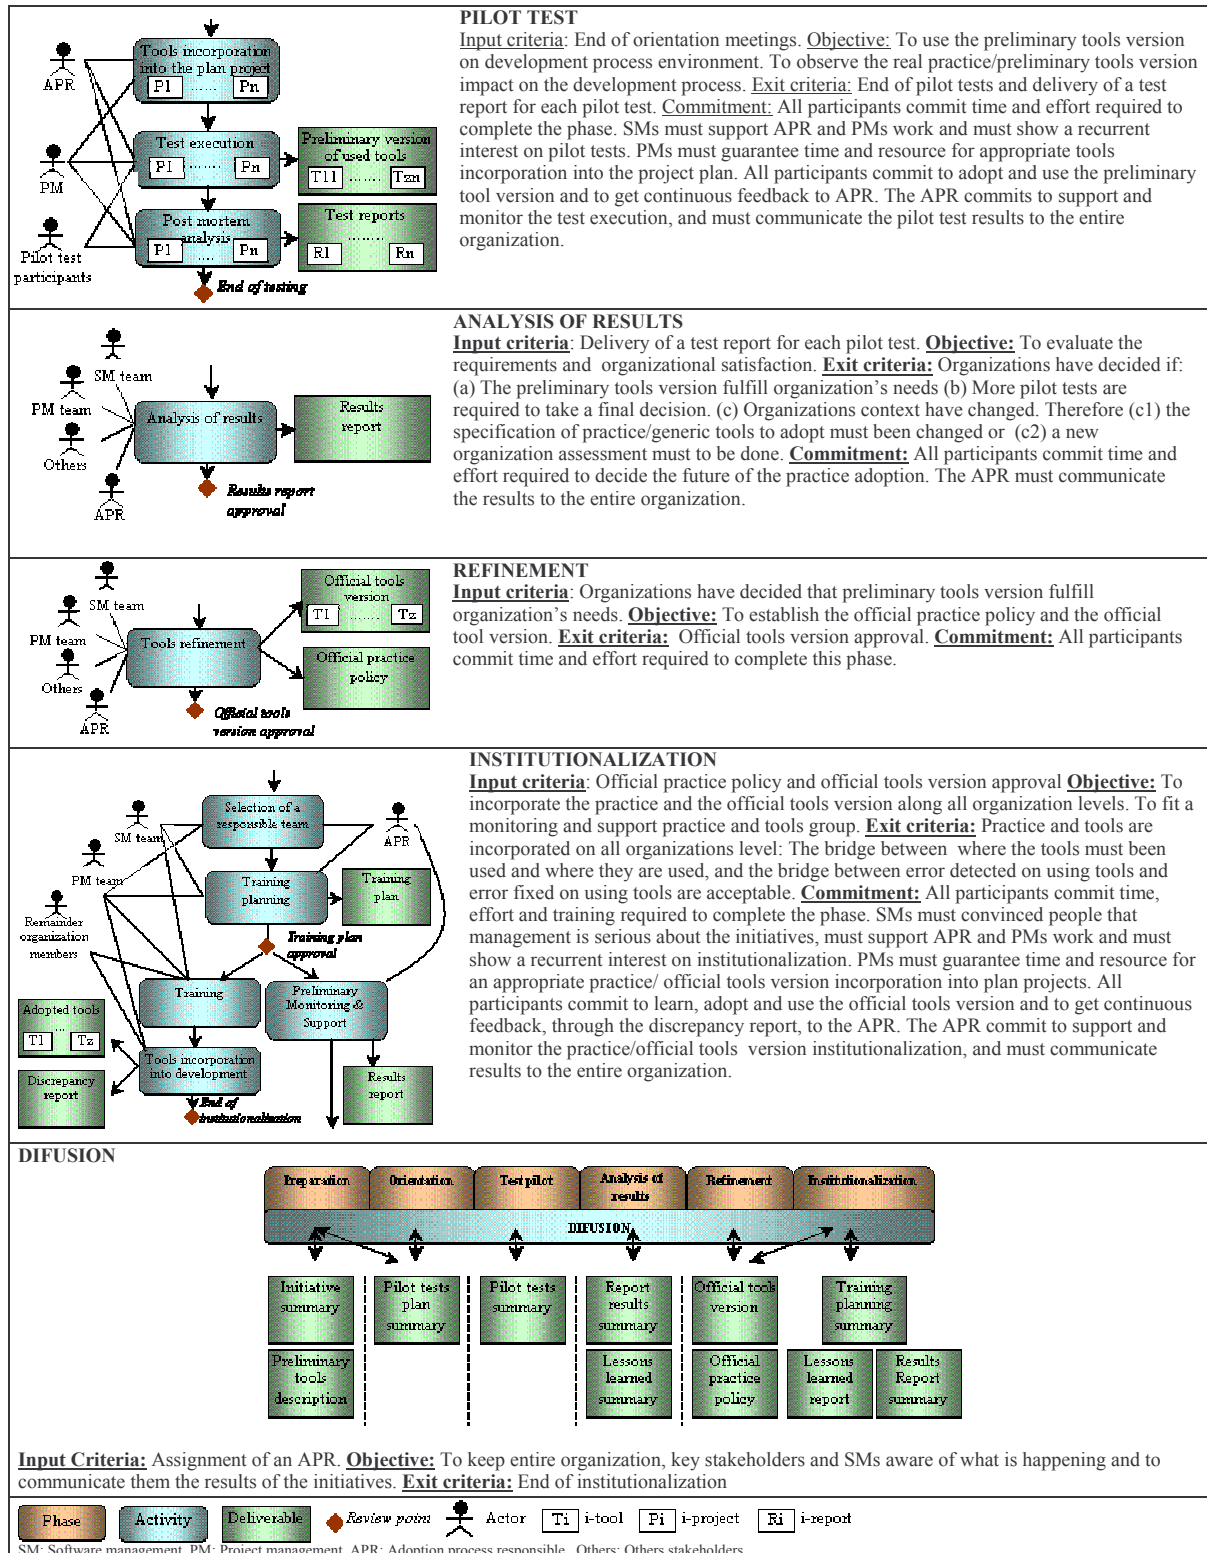 PILOT TEST
Input criteria: End of orientation meetings. Objective: To use the preliminary tools version
on development process environment. To observe the real practice/preliminary tools version
impact on the development process. Exit criteria: End of pilot tests and delivery of a test
report for each pilot test. Commitment: All participants commit time and effort required to
complete the phase. SMs must support APR and PMs work and must show a recurrent
interest on pilot tests. PMs must guarantee time and resource for appropriate tools
incorporation into the project plan. All participants commit to adopt and use the preliminary
tool version and to get continuous feedback to APR. The APR commits to support and
monitor the test execution, and must communicate the pilot test results to the entire
organization.
APR
PM
Pilot test
participants
Tools incorporation
into the plan project
P1 ....... Pn
Test execution
P1 ....... Pn
Preliminary version
of used tools
T11 ........ Tzn
Post mortem
analysis
P1 ..... Pn
Test reports
........
R1 Rn
End of testing
ANALYSIS OF RESULTS
Input criteria: Delivery of a test report for each pilot test. Objective: To evaluate the
requirements and organizational satisfaction. Exit criteria: Organizations have decided if:
(a) The preliminary tools version fulfill organization's needs (b) More pilot tests are
required to take a final decision. (c) Organizations context have changed. Therefore (c1) the
specification of practice/generic tools to adopt must been changed or (c2) a new
organization assessment must to be done. Commitment: All participants commit time and
effort required to decide the future of the practice adoption. The APR must communicate
the results to the entire organization.
SM team
PM team
Others
APR
Analysis of results
Results
report
Results report
approval
REFINEMENT
Input criteria: Organizations have decided that preliminary tools version fulfill
organization's needs. Objective: To establish the official practice policy and the official
tool version. Exit criteria: Official tools version approval. Commitment: All participants
commit time and effort required to complete this phase.
SM team
PM team
Others
APR
Tools refinement
Official tools
version
T1 ........ Tz
Official practice
policy
Official tools
version approval
INSTITUTIONALIZATION
Input criteria: Official practice policy and official tools version approval Objective: To
incorporate the practice and the official tools version along all organization levels. To fit a
monitoring and support practice and tools group. Exit criteria: Practice and tools are
incorporated on all organizations level: The bridge between where the tools must been
used and where they are used, and the bridge between error detected on using tools and
error fixed on using tools are acceptable. Commitment: All participants commit time,
effort and training required to complete the phase. SMs must convinced people that
management is serious about the initiatives, must support APR and PMs work and must
show a recurrent interest on institutionalization. PMs must guarantee time and resource for
an appropriate practice/ official tools version incorporation into plan projects. All
participants commit to learn, adopt and use the official tools version and to get continuous
feedback, through the discrepancy report, to the APR. The APR commit to support and
monitor the practice/official tools version institutionalization, and must communicate
results to the entire organization.
SM team
PM team
Remainder
organization
members
APR
Selection of a
responsible team
Training
planning
Training
plan
Training plan
approval
Training
Preliminary
Monitoring &
Support
Adopted tools
...
T1 Tz
Tools incorporation
into development
Discrepancy
report
Results
report
End of
institutionalization
DIFUSION
Preparation Orientation Test pilot Analysis of
results Refinement Institutionalization
DIFUSION
Initiative
summary
Pilot tests
plan
summary
Pilot tests
summary
Report
results
summary
Official tools
version
Training
planning
summary
Preliminary
tools
description
Lessons
learned
summary
Official
practice
policy
Lessons
learned
report
Results
Report
summary
Input Criteria: Assignment of an APR. Objective: To keep entire organization, key stakeholders and SMs aware of what is happening and to
communicate them the results of the initiatives. Exit criteria: End of institutionalization
Phase Activity Deliverable Review point Actor Ti i-tool Pi i-project Ri i-report
SM: Software management PM: Project management APR: Adoption process responsible Others: Others stakeholders